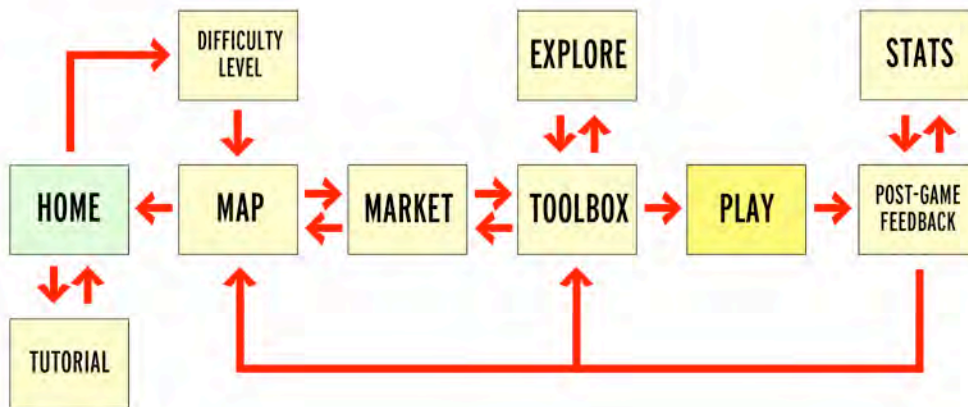 DIFFICULTY
LEVEL
EXPLORE
STATS
HOME
MAP
MARKET
TOOLBOX
PLAY
POST-GAME
FEEDBACK
TUTORIAL